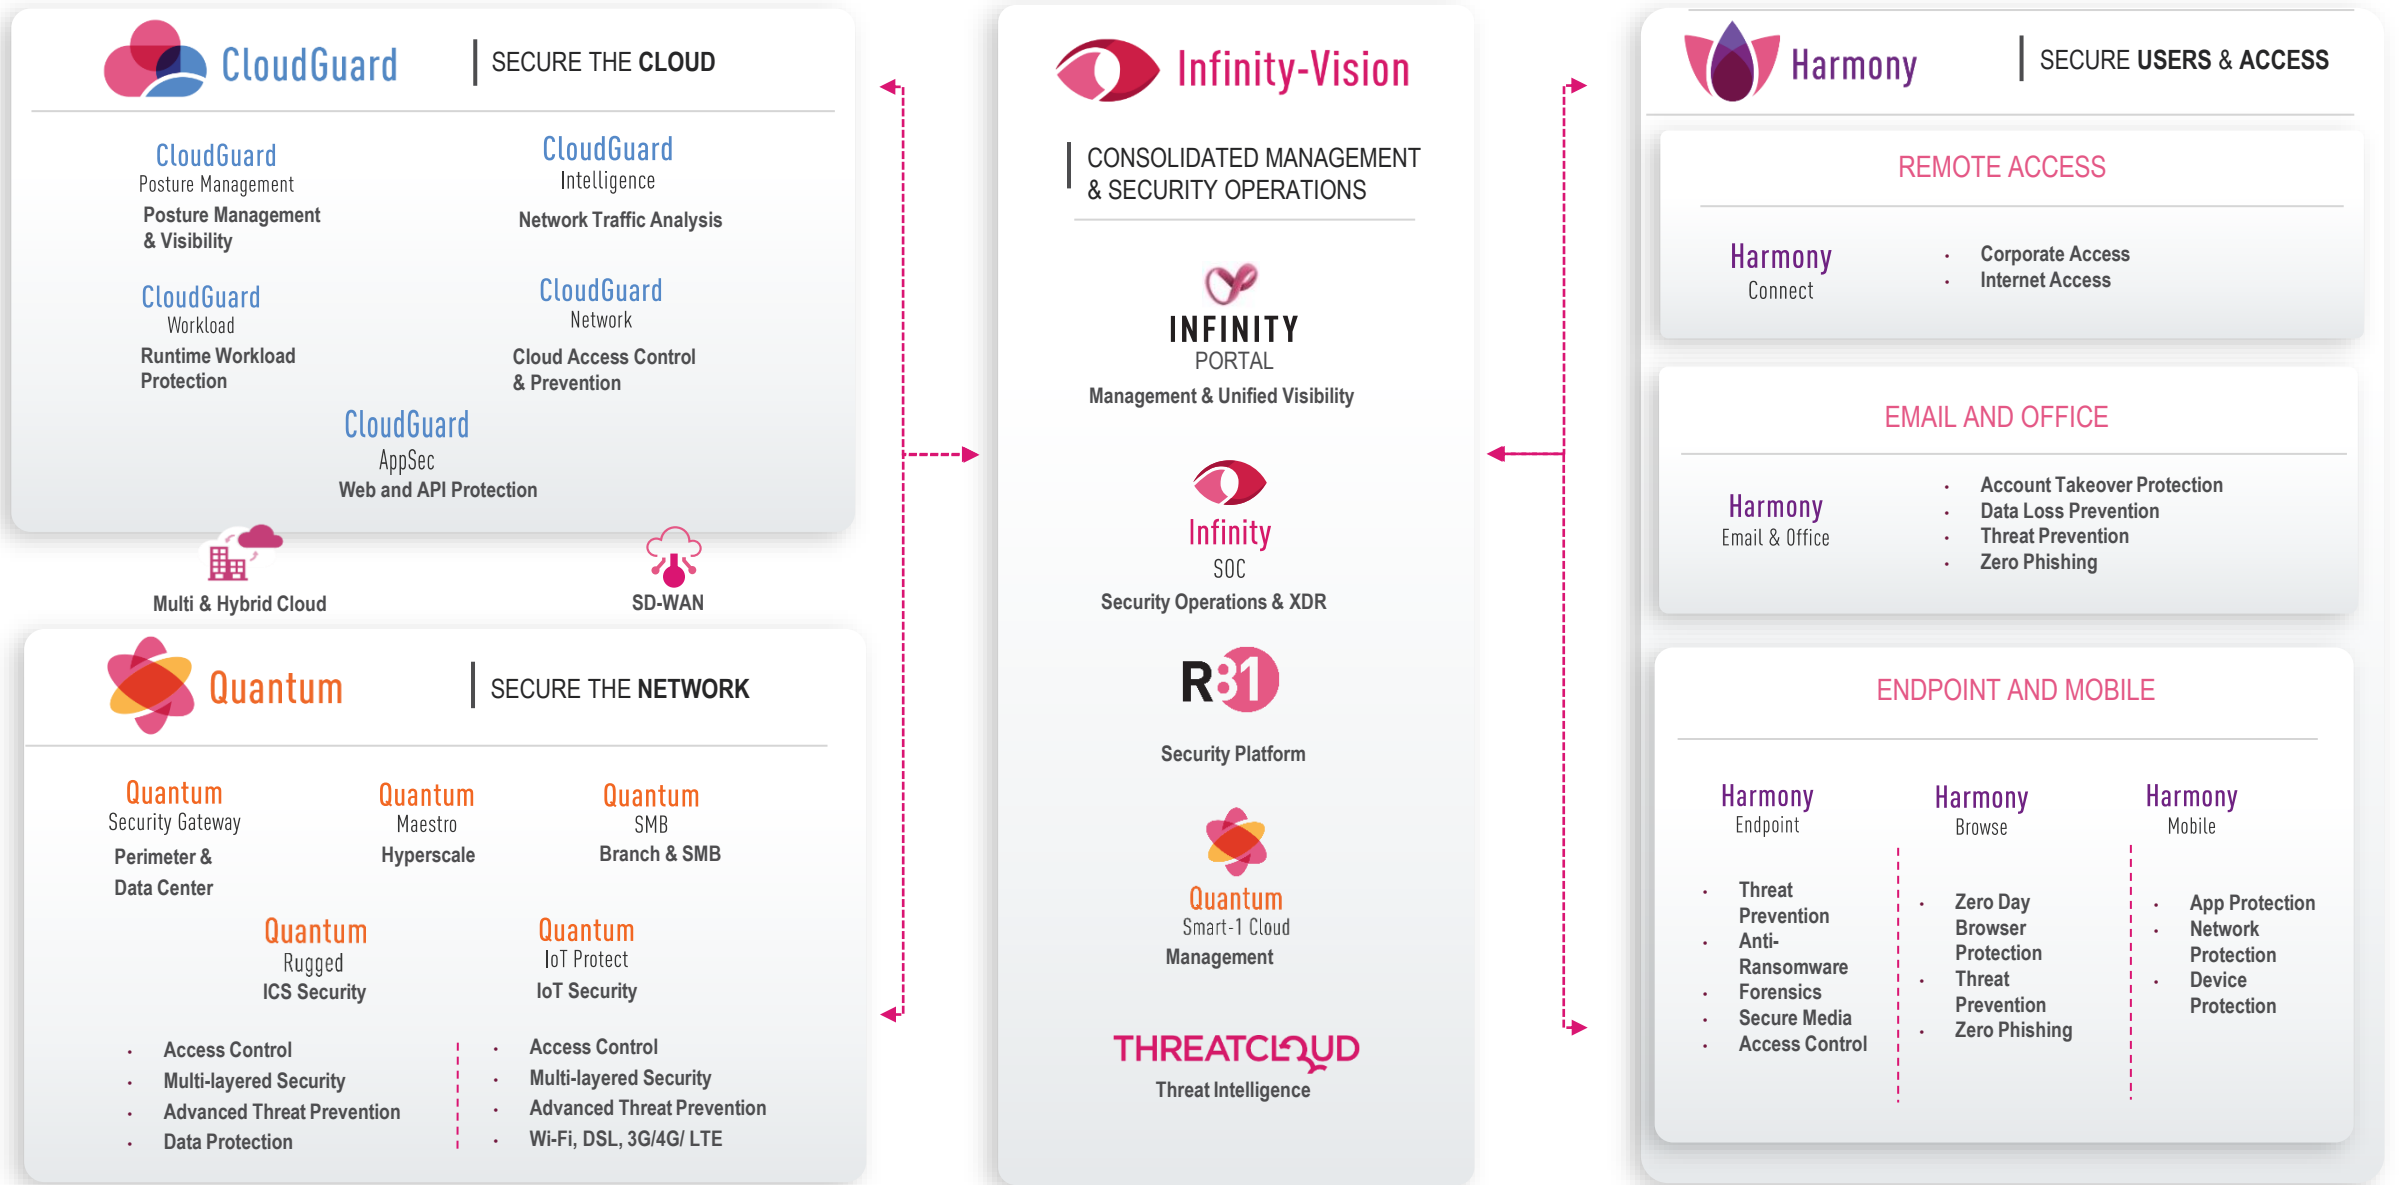 CloudGuard
SECURE THE CLOUD
CloudGuard
Posture Management
Posture Management
& Visibility
CloudGuard
Intelligence
Network Traffic Analysis
CloudGuard
Workload
Runtime Workload
Protection
CloudGuard
Network
Cloud Access Control
& Prevention
CloudGuard
AppSec
Web and API Protection
Multi & Hybrid Cloud
SD-WAN
Quantum
SECURE THE NETWORK
Quantum
Security Gateway
Perimeter &
Data Center
Quantum
Maestro
Hyperscale
Quantum
SMB
Branch & SMB
Quantum
Rugged
ICS Security
Quantum
IoT Protect
IoT Security
• Access Control
• Multi-layered Security
• Advanced Threat Prevention
• Data Protection
• Access Control
• Multi-layered Security
• Advanced Threat Prevention
• Wi-Fi, DSL, 3G/4G/ LTE
Infinity-Vision
CONSOLIDATED MANAGEMENT
& SECURITY OPERATIONS
INFINITY
PORTAL
Management & Unified Visibility
Infinity
SOC
Security Operations & XDR
R81
Security Platform
Quantum
Smart-1 Cloud
Management
THREATCLOUD
Threat Intelligence
Harmony
SECURE USERS & ACCESS
REMOTE ACCESS
Harmony
Connect
• Corporate Access
• Internet Access
EMAIL AND OFFICE
Harmony
Email & Office
• Account Takeover Protection
• Data Loss Prevention
• Threat Prevention
• Zero Phishing
ENDPOINT AND MOBILE
Harmony
Endpoint
• Threat
Prevention
• Anti-
Ransomware
• Forensics
• Secure Media
• Access Control
Harmony
Browse
• Zero Day
Browser
Protection
• Threat
Prevention
• Zero Phishing
Harmony
Mobile
• App Protection
• Network
Protection
• Device
Protection